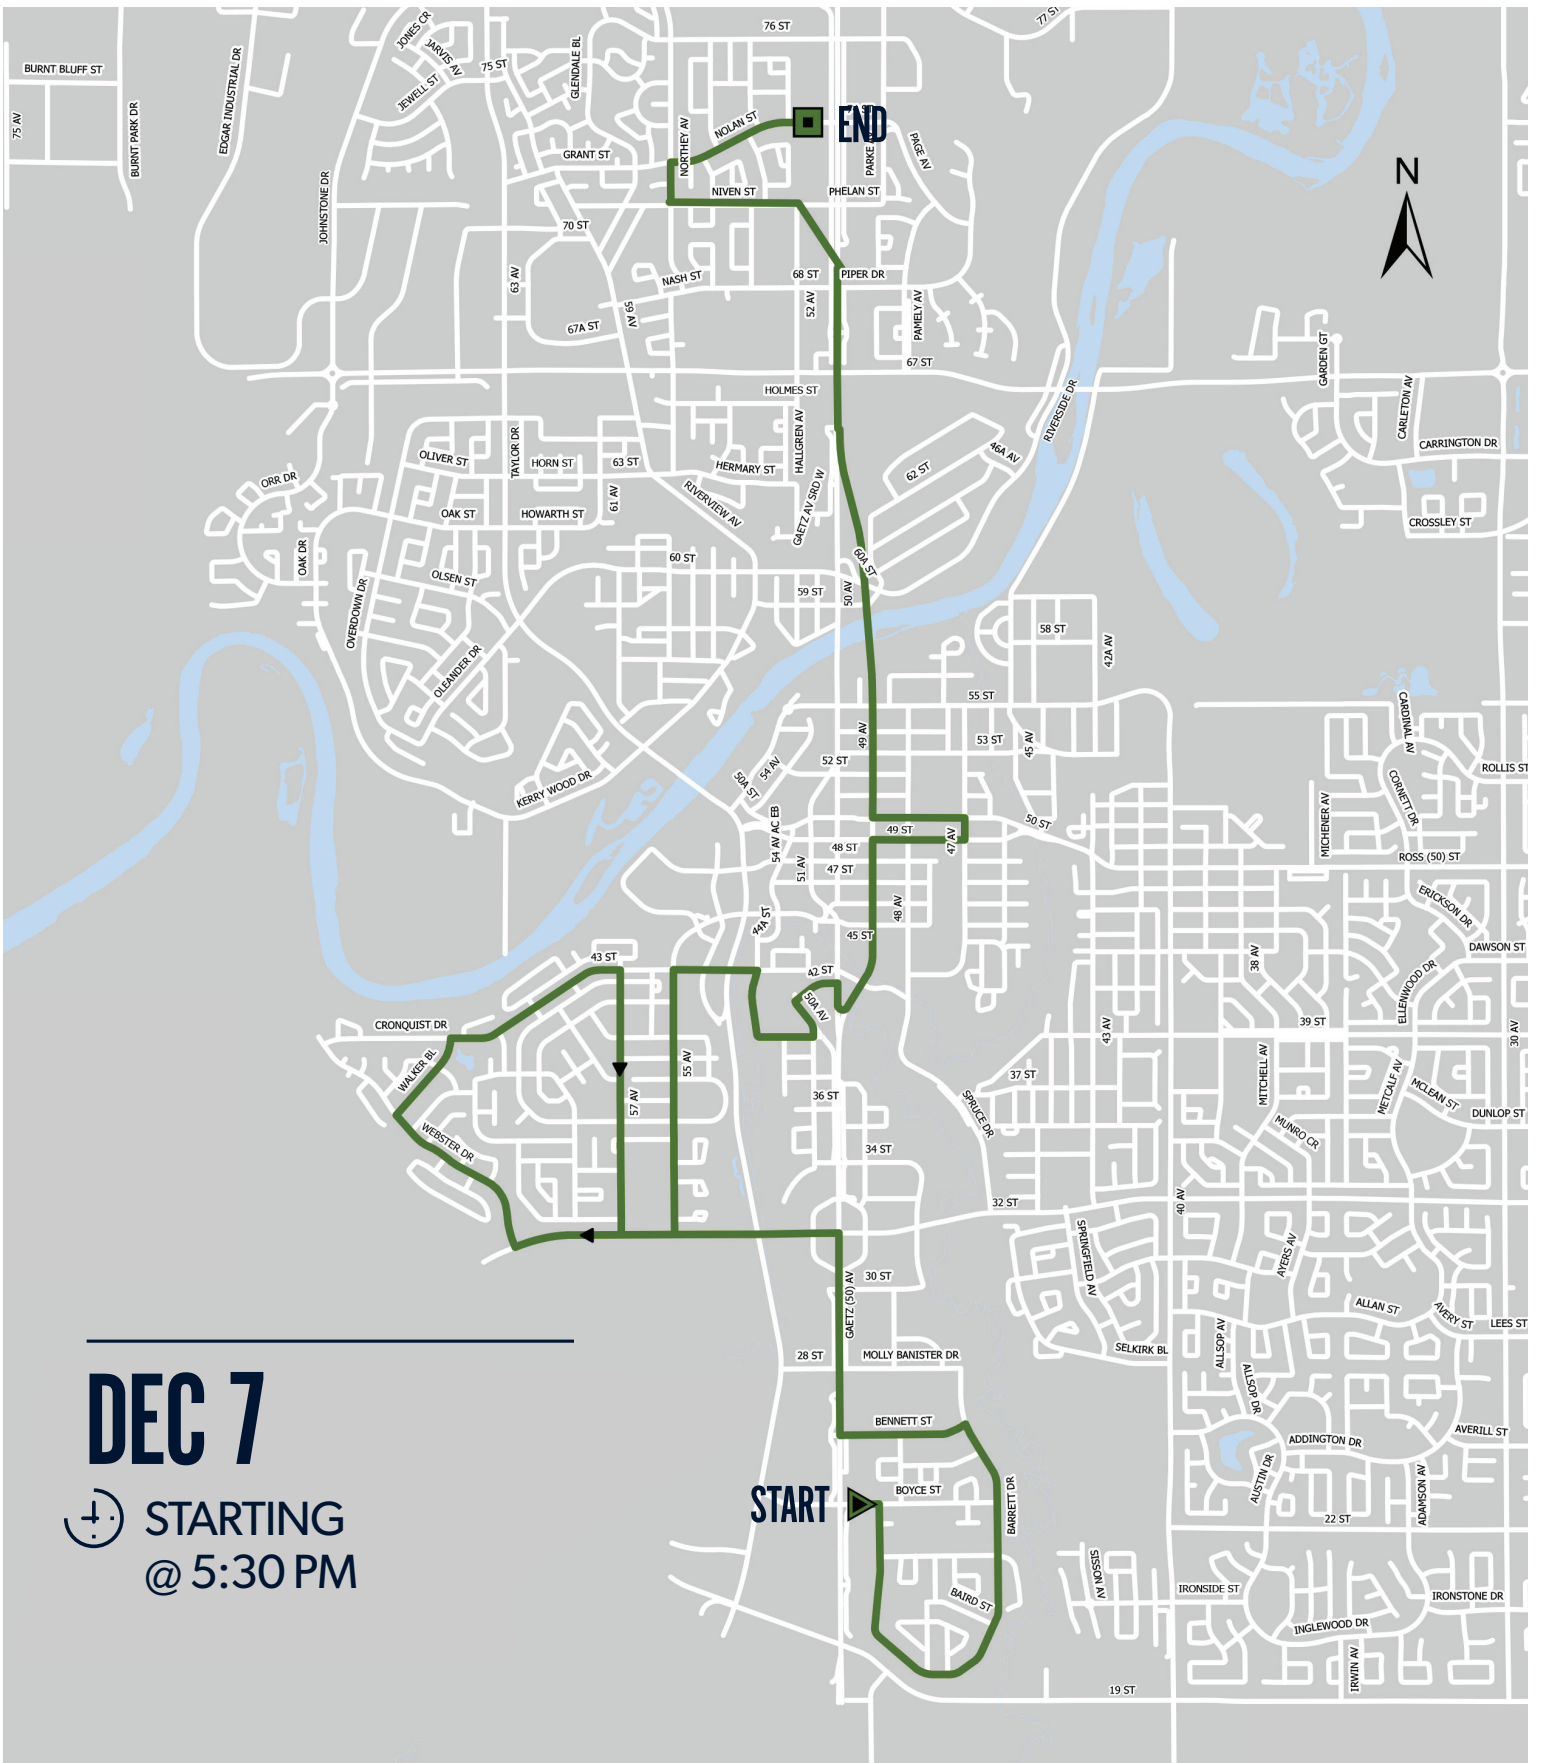 76 ST
77 ST
JONES CR
JARVIS AV
JEWELL ST
75 ST
GLENDALE BL
BURNT BLUFF ST
75 AV
BURNT PARK DR
EDGAR INDUSTRIAL DR
NORTHEY AV
NOLAN ST
END
PAGE AV
GRANT ST
JOHNSTONE DR
NIVEN ST
PHELAN ST
N
70 ST
63 AV
NASH ST
68 ST
PIPER DR
52 AV
59 AV
67A ST
PAMELY AV
67 ST
GARDEN GT
HOLMES ST
RIVERSIDE DR
CARLETON AV
CARRINGTON DR
TAYLOR DR
OLIVER ST
HORN ST
63 ST
HERMARY ST
HALLGREN AV
46A AV
62 ST
ORR DR
61 AV
RIVERVIEW AV
GAETZ AV SRD W
OAK ST
HOWARTH ST
CROSSLEY ST
OAK DR
60 ST
60A ST
OLSEN ST
59 ST
50 AV
OVERDOWN DR
58 ST
42A AV
OLEANDER DR
55 ST
CARDINAL AV
49 AV
53 ST
45 AV
52 ST
54 AV
50A ST
ROLLIS ST
KERRY WOOD DR
CORNETT DR
MICHENER AV
54 AV AC EB
49 ST
50 ST
47 AV
48 ST
51 AV
47 ST
ROSS (50) ST
48 AV
ERICKSON DR
44A ST
45 ST
DAWSON ST
43 ST
42 ST
38 AV
ELLENWOOD DR
50A AV
CRONQUIST DR
39 ST
43 AV
30 AV
WALKER BL
55 AV
37 ST
MITCHELL AV
METCALF AV
57 AV
36 ST
SPRUCE DR
MCLEAN ST
DUNLOP ST
WEBSTER DR
MUNRO CR
34 ST
32 ST
40 AV
SPRINGFIELD AV
AYERS AV
30 ST
GAETZ (50) AV
ALLAN ST
AVERY ST
LEES ST
28 ST
MOLLY BANISTER DR
SELKIRK BL
ALLSOP AV
ALLSOP DR
DEC 7
BENNETT ST
ADDINGTON DR
AVERILL ST
AUSTIN DR
ADAMSON AV
START
BOYCE ST
BARRETT DR
STARTING
@ 5:30 PM
22 ST
SISSON AV
BAIRD ST
IRONSIDE ST
IRONSTONE DR
INGLEWOOD DR
IRWIN AV
19 ST